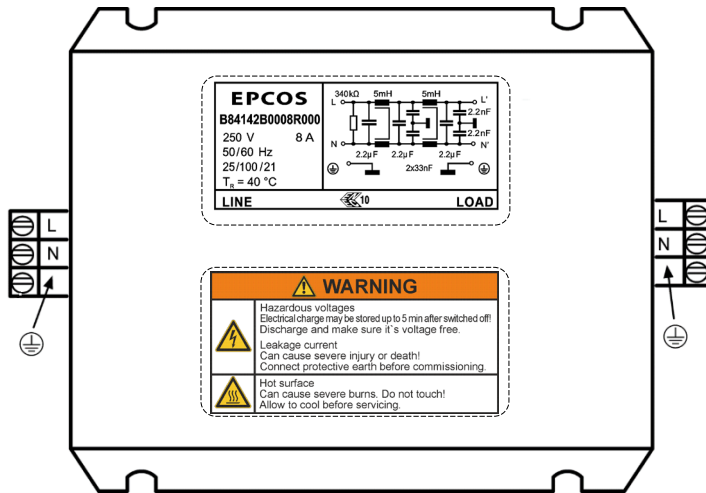 EPCOS
B84142B0008R000
250 V 8 A
50/60 Hz
25/100/21
TR = 40 °C
340kΩ 5mH 5mH
L L'
2.2nF
2.2nF
N N'
2.2µF 2.2µF 2.2µF
2x33nF
LINE 10 LOAD
L
N
L
N
WARNING
Hazardous voltages
Electrical charge may be stored up to 5 min after switched off!
Discharge and make sure it`s voltage free.
Leakage current
Can cause severe injury or death!
Connect protective earth before commissioning.
Hot surface
Can cause severe burns. Do not touch!
Allow to cool before servicing.